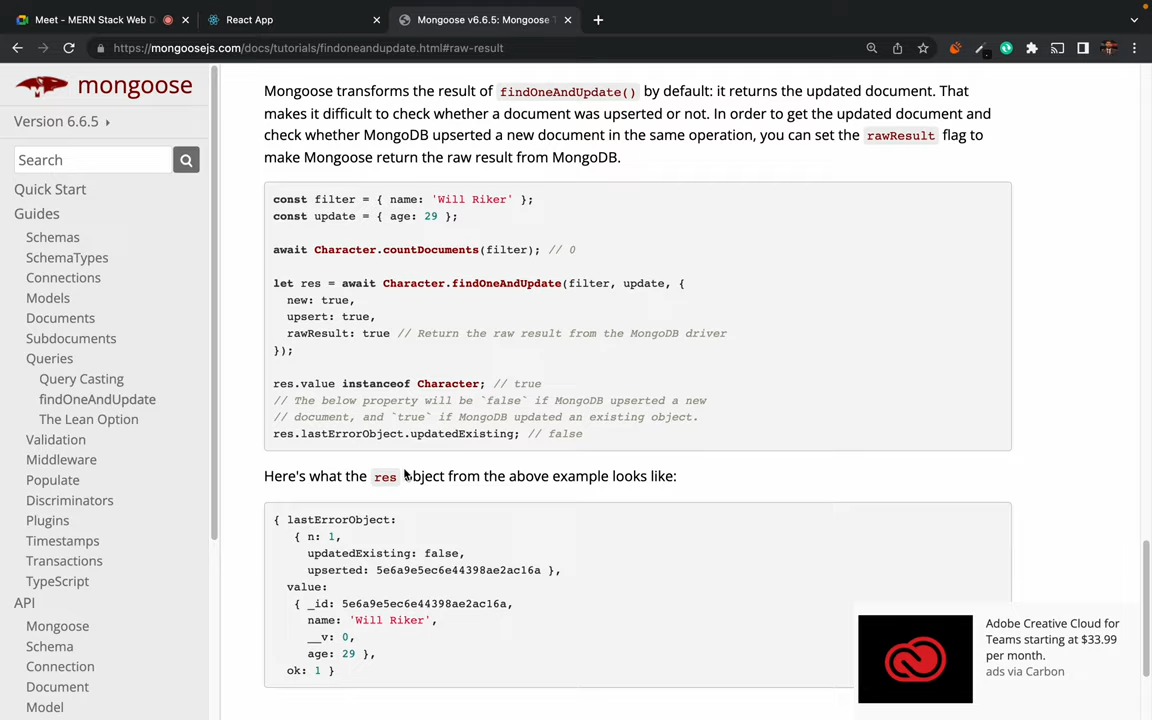 Meet - MERN Stack Web D
React App
Mongoose v6.6.5: Mongoose T
https://mongoosejs.com/docs/tutorials/findoneandupdate.html#raw-result
mongoose
Version 6.6.5
Search
Quick Start
Guides
Schemas
SchemaTypes
Connections
Models
Documents
Subdocuments
Queries
Query Casting
findOneAndUpdate
The Lean Option
Validation
Middleware
Populate
Discriminators
Plugins
Timestamps
Transactions
TypeScript
API
Mongoose
Schema
Connection
Document
Model
Mongoose transforms the result of findOneAndUpdate() by default: it returns the updated document. That
makes it difficult to check whether a document was upserted or not. In order to get the updated document and
check whether MongoDB upserted a new document in the same operation, you can set the rawResult flag to
make Mongoose return the raw result from MongoDB.
const filter = { name: 'Will Riker' };
const update = { age: 29 };
await Character.countDocuments(filter); // 0
let res = await Character.findOneAndUpdate(filter, update, {
new: true,
upsert: true,
rawResult: true // Return the raw result from the MongoDB driver
});
res.value instanceof Character; // true
// The below property will be `false` if MongoDB upserted a new
// document, and `true` if MongoDB updated an existing object.
res.lastErrorObject.updatedExisting; // false
Here's what the res object from the above example looks like:
{ lastErrorObject:
{ n: 1,
updatedExisting: false,
upserted: 5e6a9e5ec6e44398ae2ac16a },
value:
{ _id: 5e6a9e5ec6e44398ae2ac16a,
name: 'Will Riker',
__v: 0,
age: 29 },
ok: 1 }
Adobe Creative Cloud for
Teams starting at $33.99
per month.
ads via Carbon